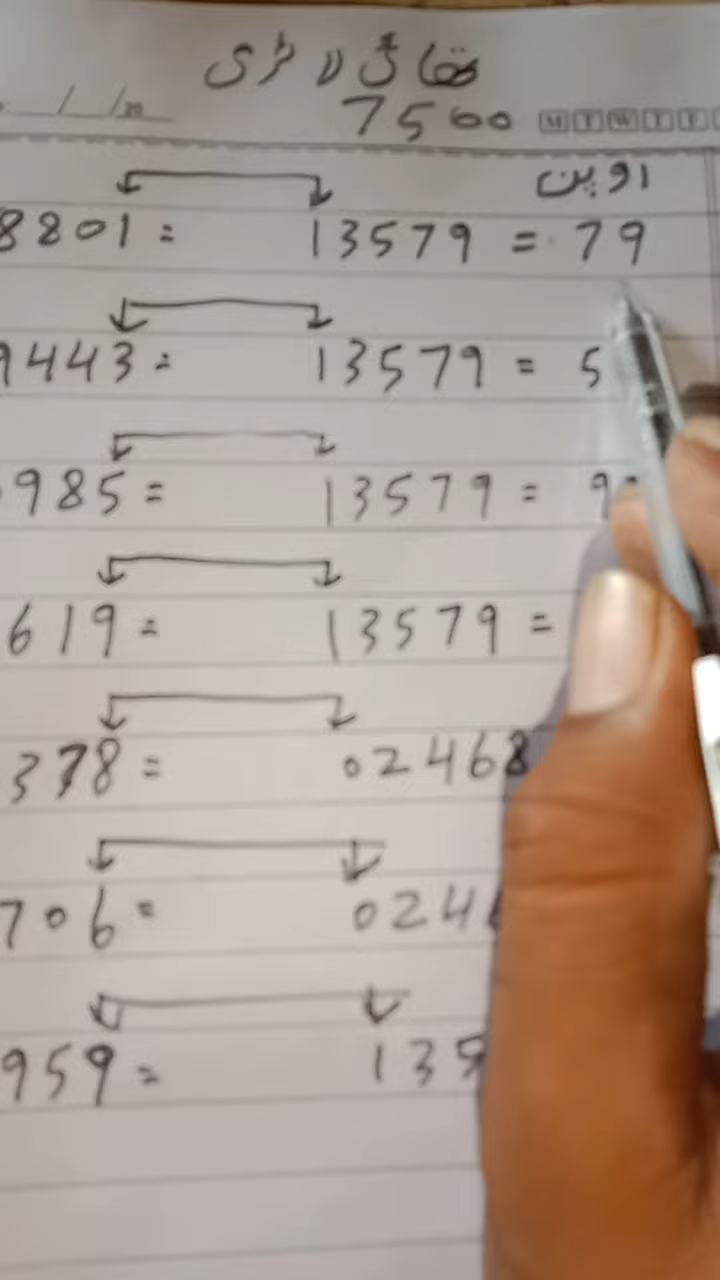 تھائی لاٹری
7500
M T W T F
اوپن
8801 = 13579 = 79
9443 = 13579 = 5
985 = 13579 = 9
619 = 13579 =
378 = 02468
706 = 024
959 = 135